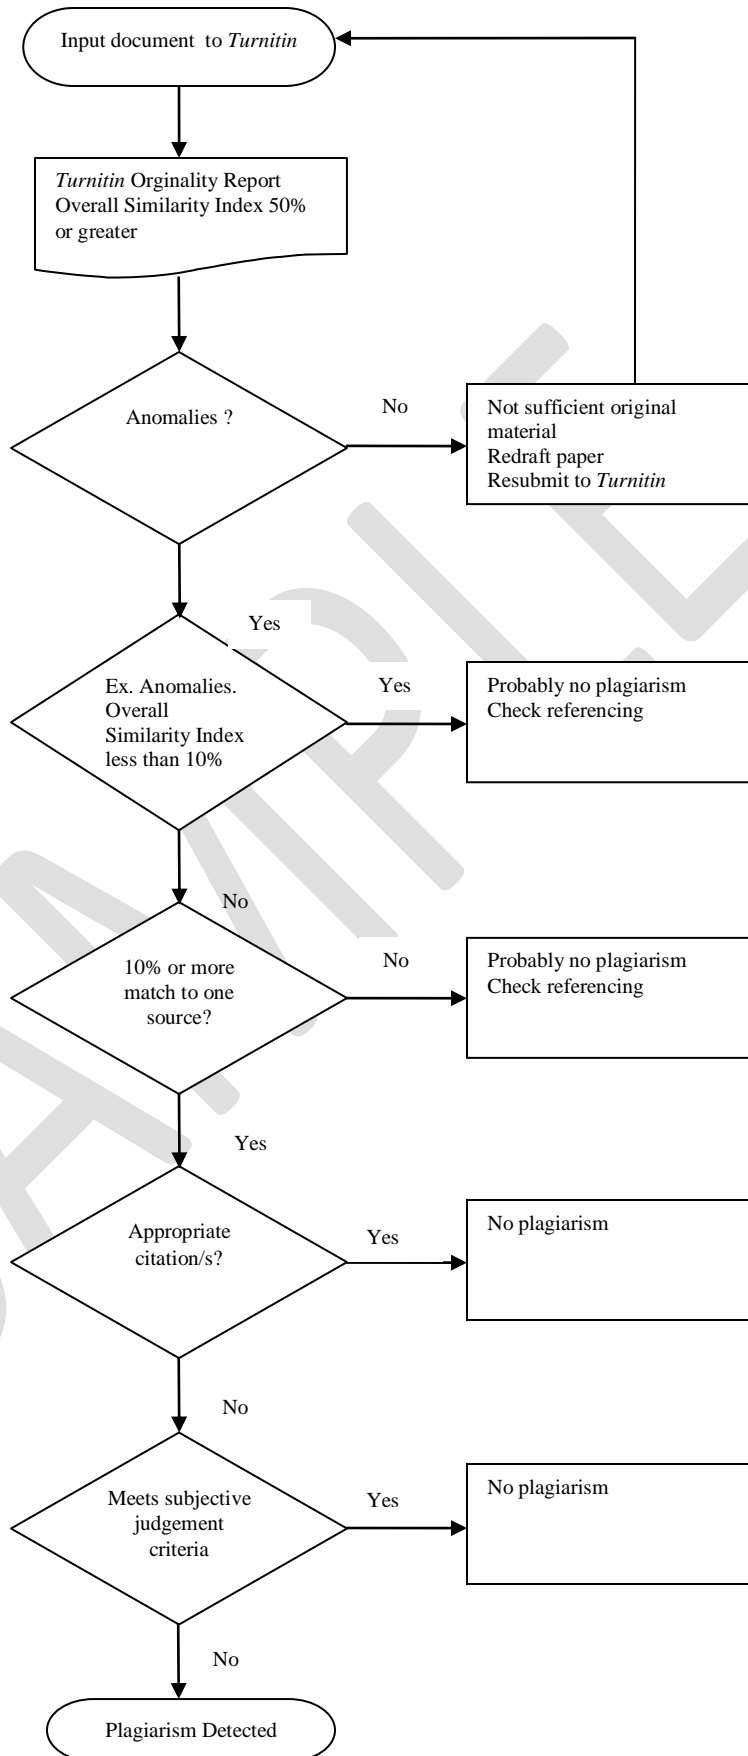 Input document to Turnitin
Turnitin Orginality Report
Overall Similarity Index 50%
or greater
Anomalies ?
No
Not sufficient original
material
Redraft paper
Resubmit to Turnitin
Yes
Ex. Anomalies.
Overall
Similarity Index
less than 10%
Yes
Probably no plagiarism
Check referencing
No
10% or more
match to one
source?
No
Probably no plagiarism
Check referencing
Yes
Appropriate
citation/s?
Yes
No plagiarism
No
Meets subjective
judgement
criteria
Yes
No plagiarism
No
Plagiarism Detected
SAMPLE